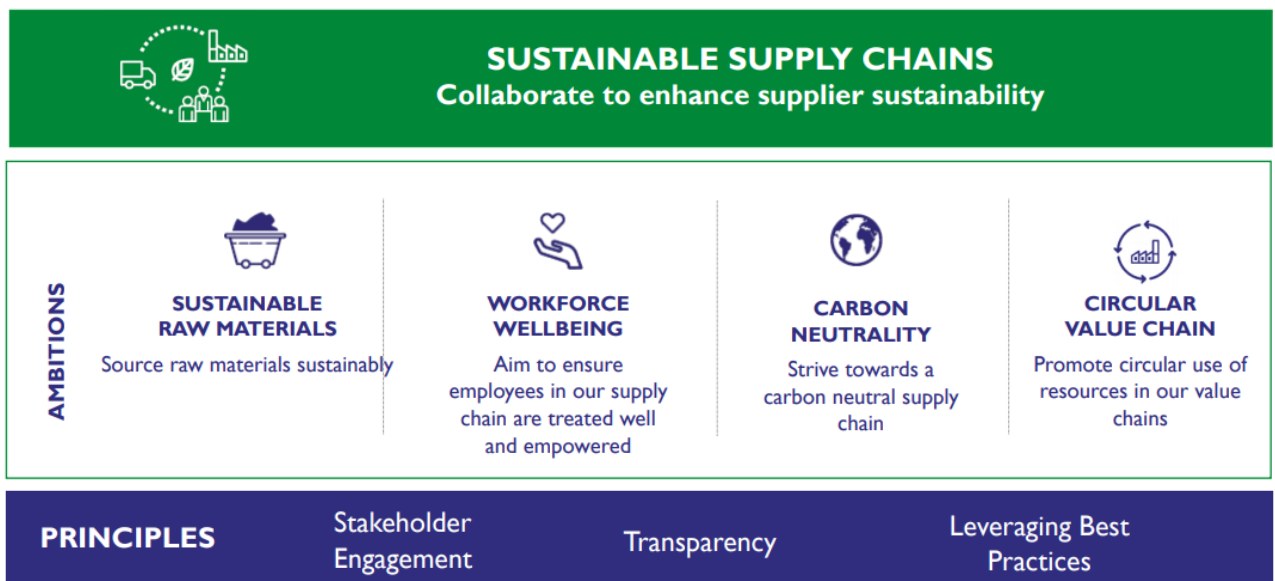 SUSTAINABLE SUPPLY CHAINS
Collaborate to enhance supplier sustainability
AMBITIONS
SUSTAINABLE
RAW MATERIALS
Source raw materials sustainably
WORKFORCE
WELLBEING
Aim to ensure
employees in our supply
chain are treated well
and empowered
CARBON
NEUTRALITY
Strive towards a
carbon neutral supply
chain
CIRCULAR
VALUE CHAIN
Promote circular use of
resources in our value
chains
PRINCIPLES
Stakeholder
Engagement
Transparency
Leveraging Best
Practices